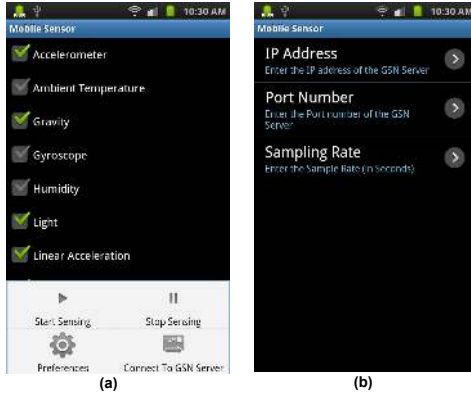 10:30 AM
Mobile Sensor
Accelerometer
Ambient Temperature
Gravity
Gyroscope
Humidity
Light
Linear Acceleration
Start Sensing
Stop Sensing
Preferences
Connect To GSN Server
(a)
10:30 AM
Mobile Sensor
IP Address
Enter the IP address of the GSN Server
Port Number
Enter the Port number of the GSN
Server
Sampling Rate
Enter the Sample Rate (in Seconds)
(b)